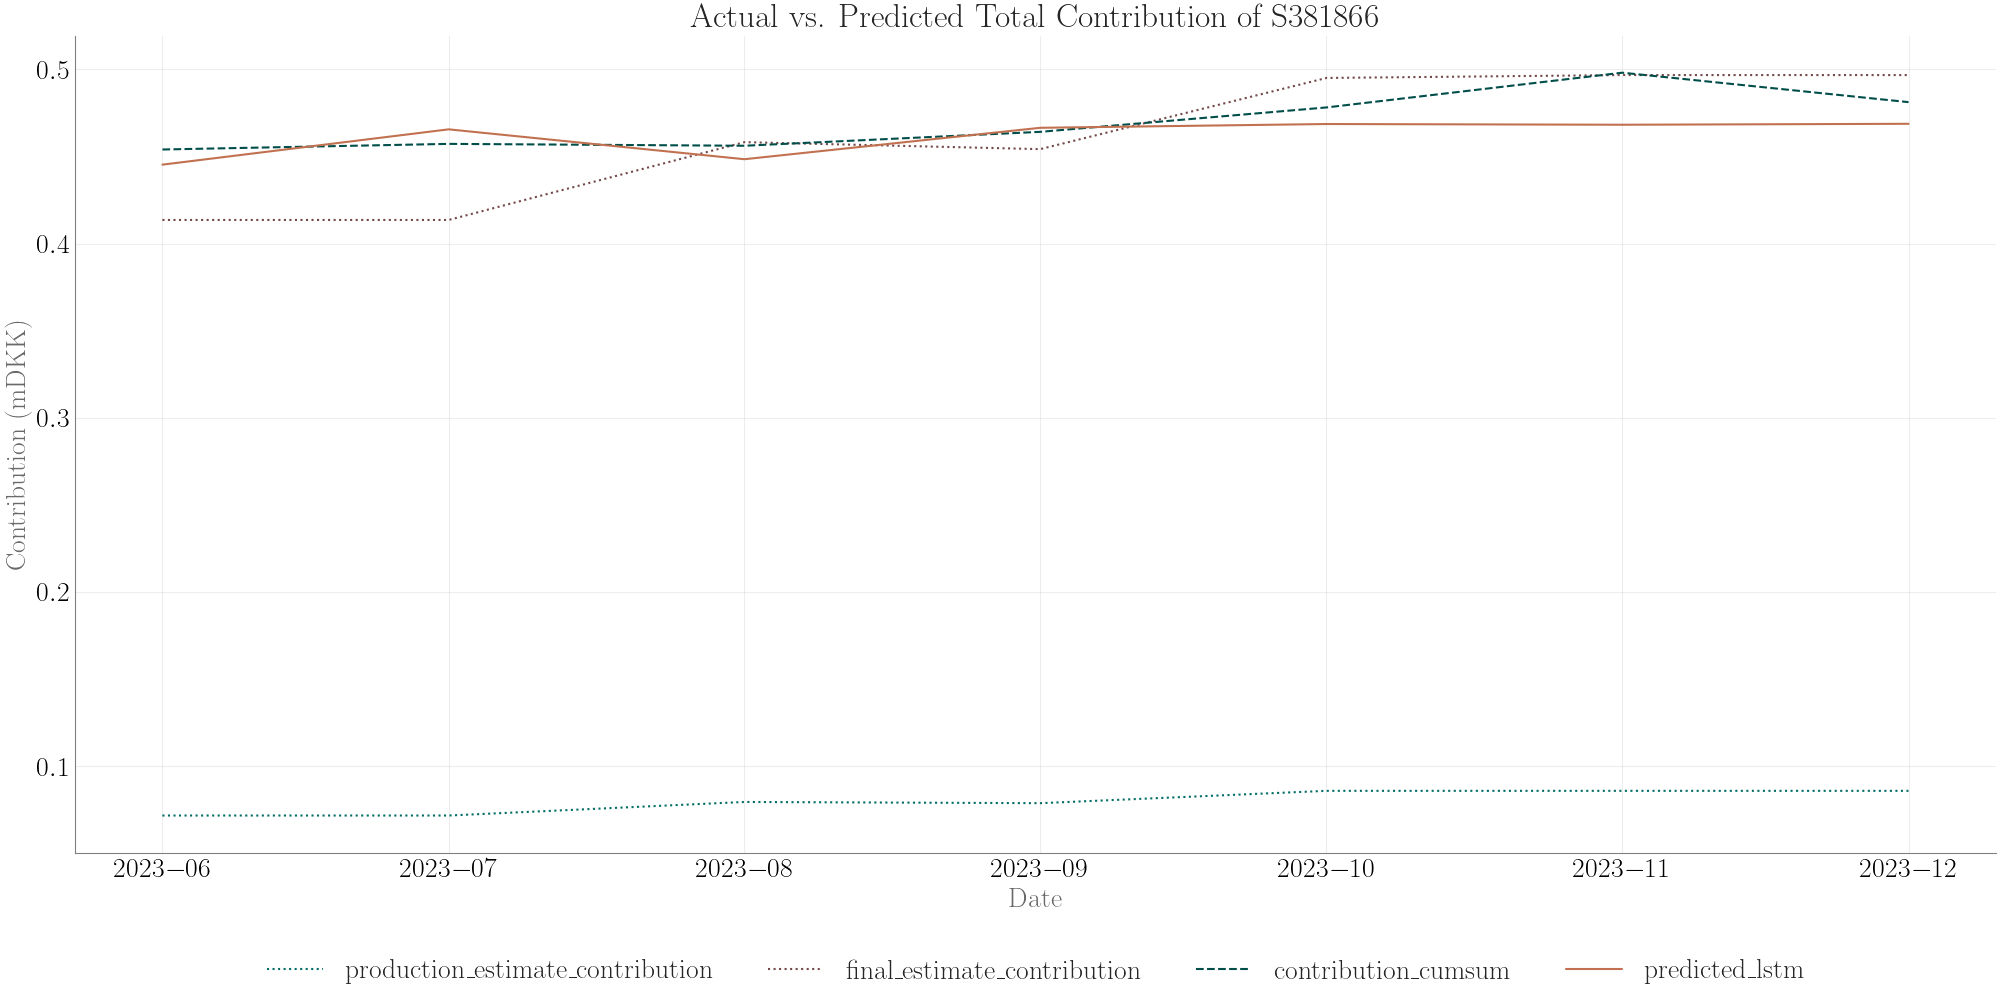 Actual vs. Predicted Total Contribution of S381866
Contribution (mDKK)
0.5
0.4
0.3
0.2
0.1
2023–06 2023–07 2023–08 2023–09 2023–10 2023–11 2023–12
Date
production_estimate_contribution final_estimate_contribution contribution_cumsum predicted_lstm